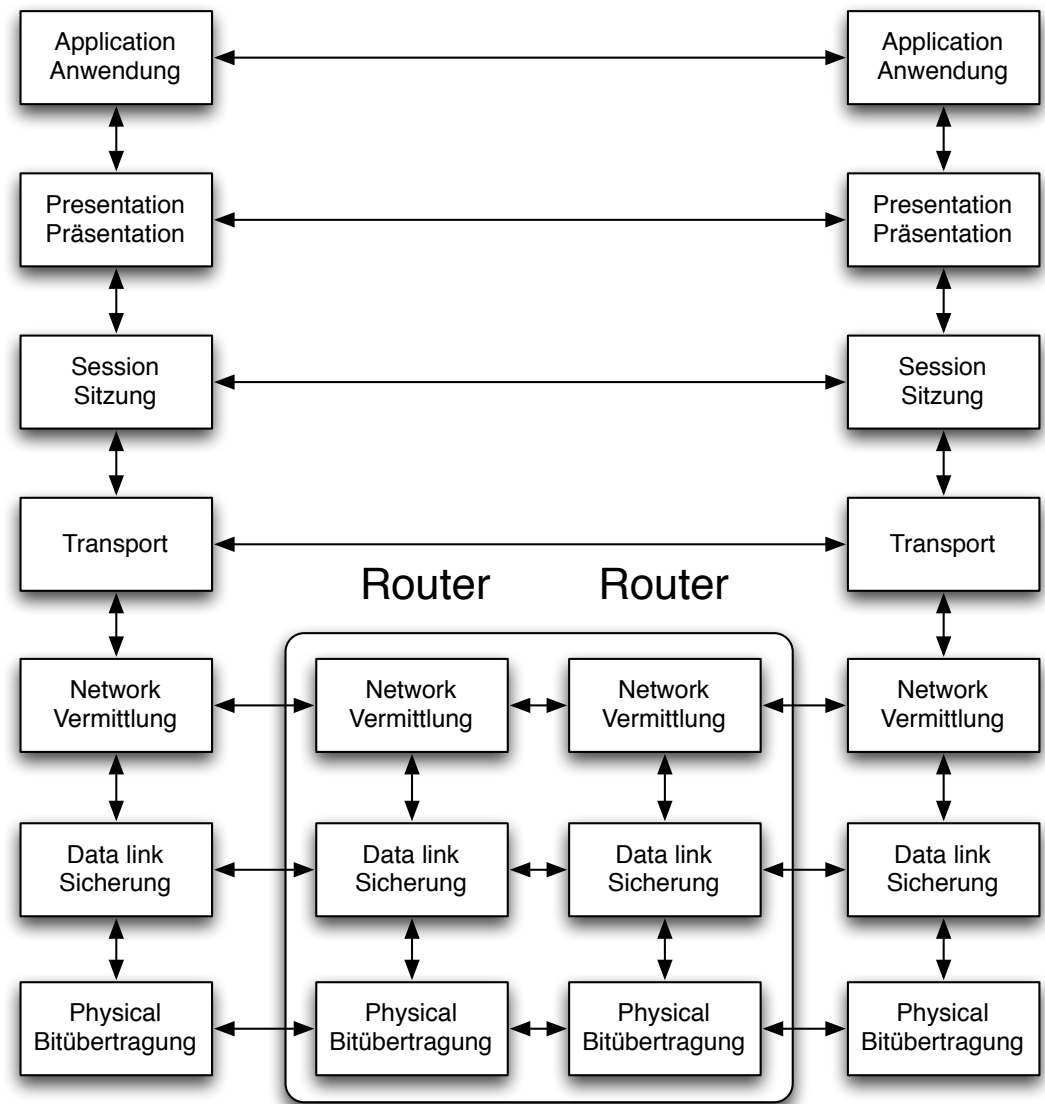 Application
Anwendung
Application
Anwendung
Presentation
Präsentation
Presentation
Präsentation
Session
Sitzung
Session
Sitzung
Transport
Transport
Router
Router
Network
Vermittlung
Network
Vermittlung
Network
Vermittlung
Network
Vermittlung
Data link
Sicherung
Data link
Sicherung
Data link
Sicherung
Data link
Sicherung
Physical
Bitübertragung
Physical
Bitübertragung
Physical
Bitübertragung
Physical
Bitübertragung